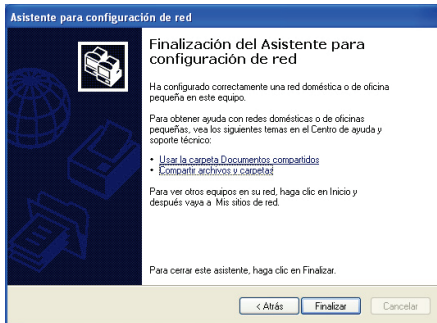 Asistente para configuración de red
Finalización del Asistente para
configuración de red
Ha configurado correctamente una red doméstica o de oficina
pequeña en este equipo.
Para obtener ayuda con redes domésticas o de oficinas
pequeñas, vea los siguientes temas en el Centro de ayuda y
soporte técnico:
• Usar la carpeta Documentos compartidos
• Compartir archivos y carpetas
Para ver otros equipos en su red, haga clic en Inicio y
después vaya a Mis sitios de red.
Para cerrar este asistente, haga clic en Finalizar.
< Atrás Finalizar Cancelar